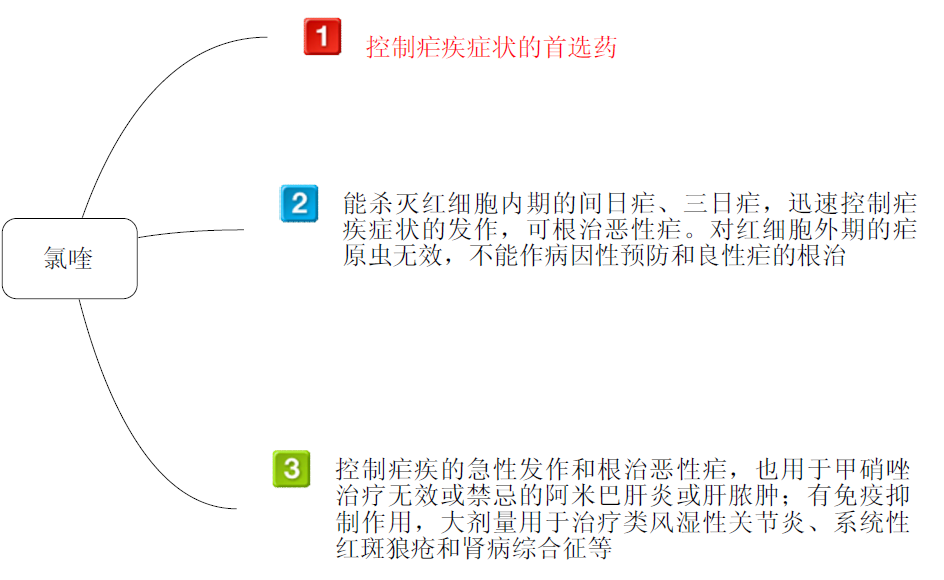 1
控制疟疾症状的首选药
2
能杀灭红细胞内期的间日疟、三日疟，迅速控制疟
疾症状的发作，可根治恶性疟。对红细胞外期的疟
原虫无效，不能作病因性预防和良性疟的根治
氯喹
3
控制疟疾的急性发作和根治恶性疟，也用于甲硝唑
治疗无效或禁忌的阿米巴肝炎或肝脓肿；有免疫抑
制作用，大剂量用于治疗类风湿性关节炎、系统性
红斑狼疮和肾病综合征等